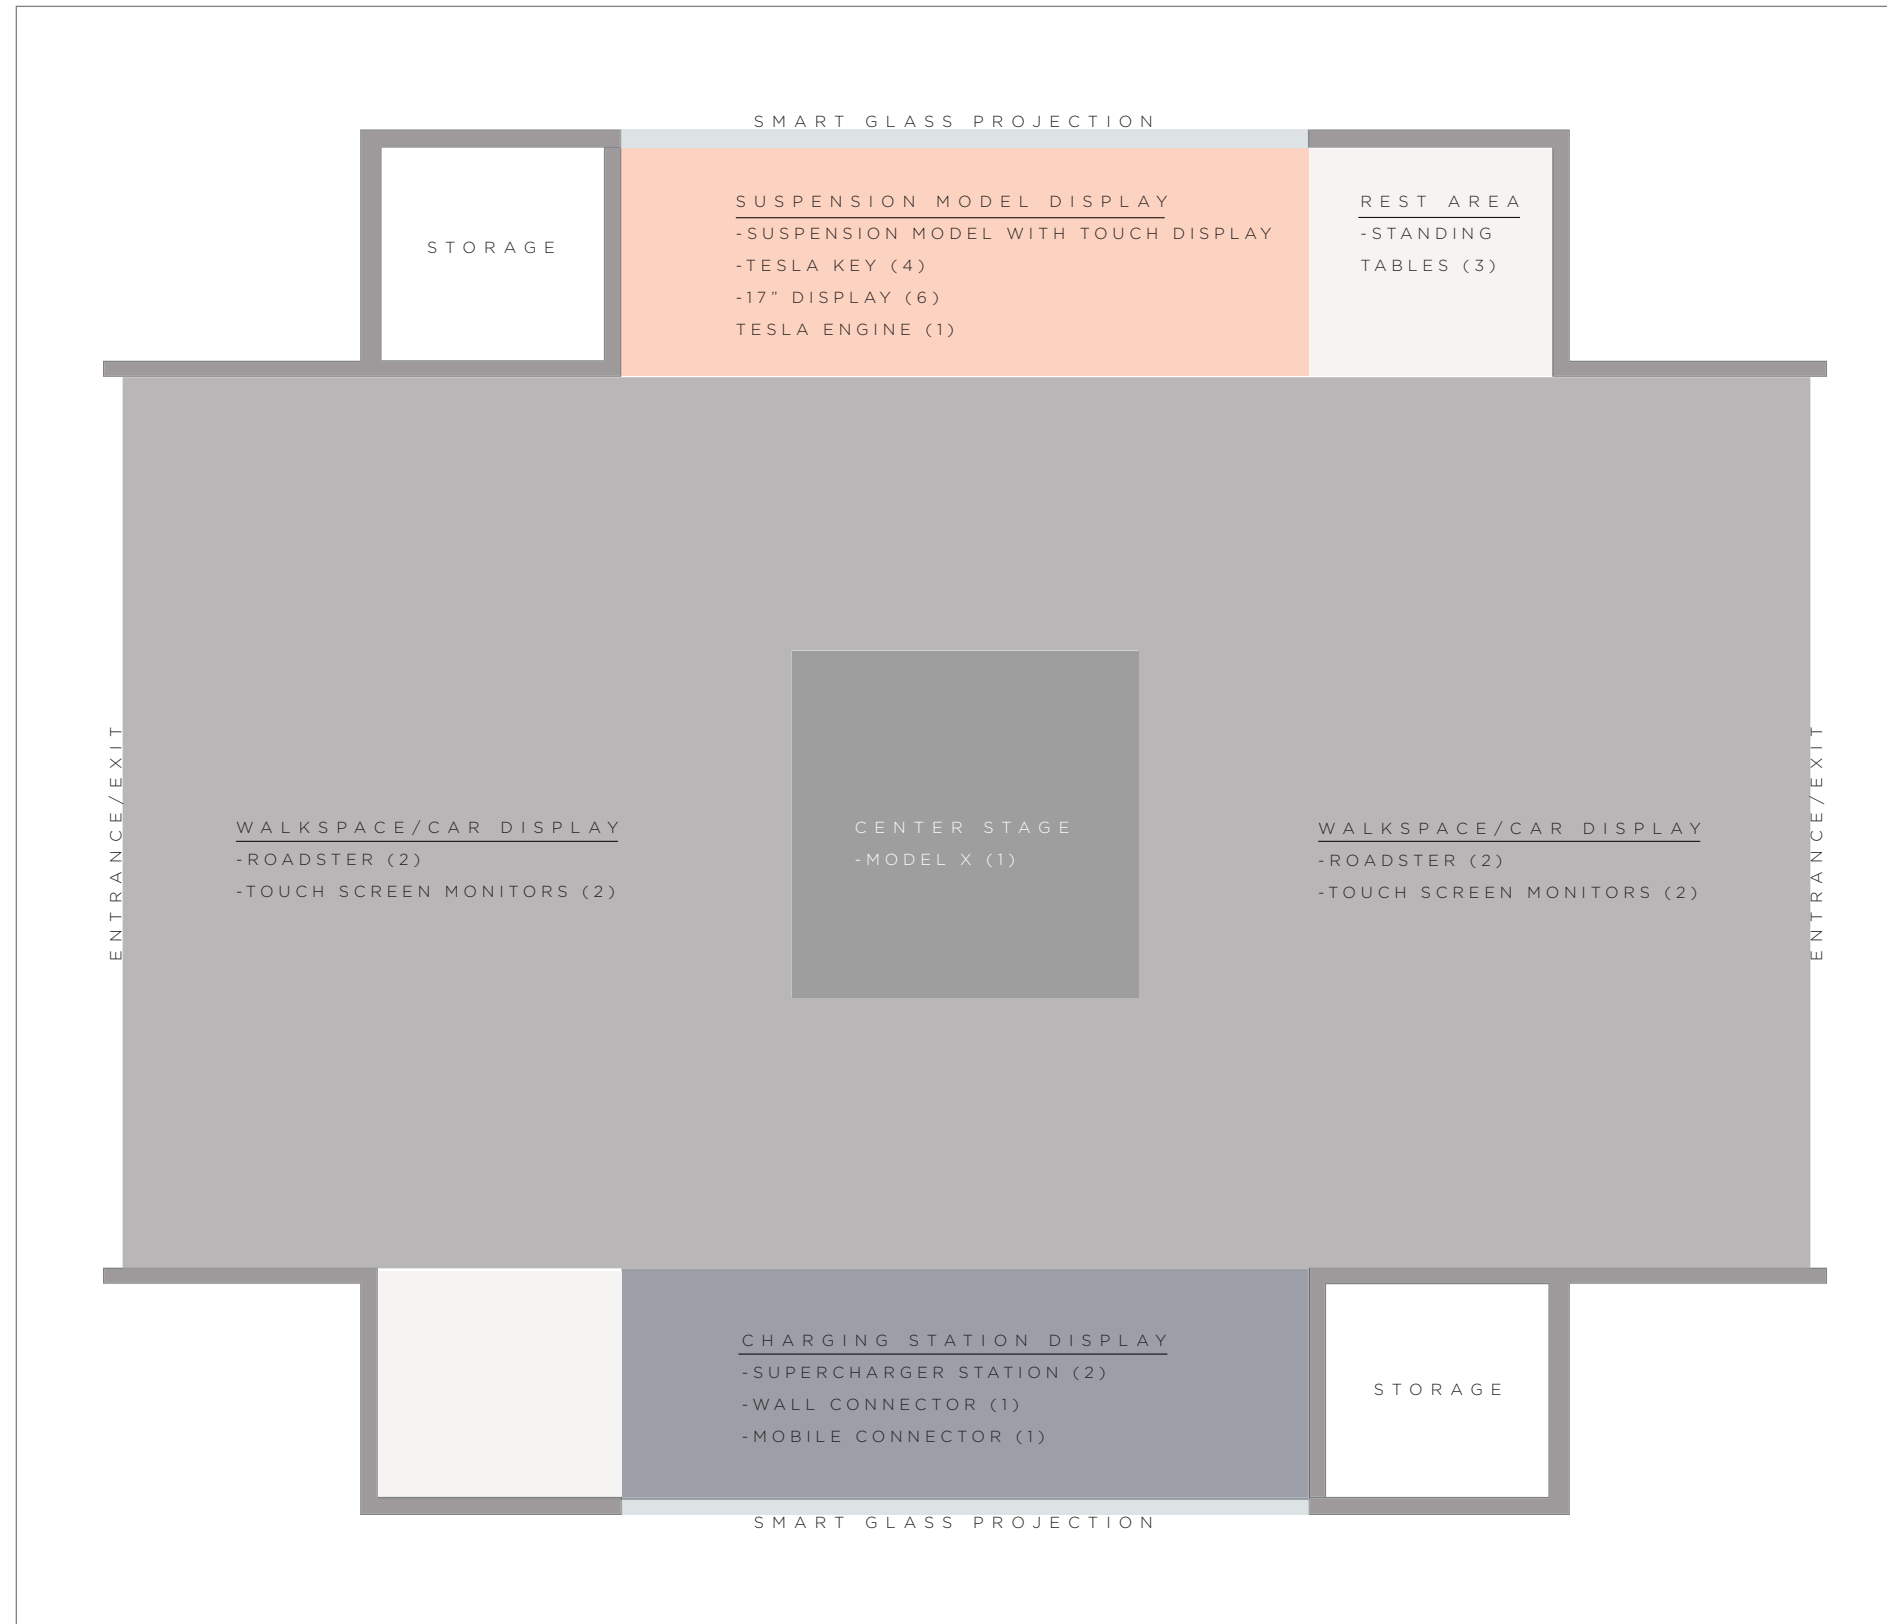 SMART GLASS PROJECTION
STORAGE
SUSPENSION MODEL DISPLAY
-SUSPENSION MODEL WITH TOUCH DISPLAY
-TESLA KEY (4)
-17” DISPLAY (6)
TESLA ENGINE (1)
REST AREA
-STANDING
TABLES (3)
ENTRANCE/EXIT
WALKSPACE/CAR DISPLAY
-ROADSTER (2)
-TOUCH SCREEN MONITORS (2)
CENTER STAGE
-MODEL X (1)
WALKSPACE/CAR DISPLAY
-ROADSTER (2)
-TOUCH SCREEN MONITORS (2)
ENTRANCE/EXIT
CHARGING STATION DISPLAY
-SUPERCHARGER STATION (2)
-WALL CONNECTOR (1)
-MOBILE CONNECTOR (1)
STORAGE
SMART GLASS PROJECTION